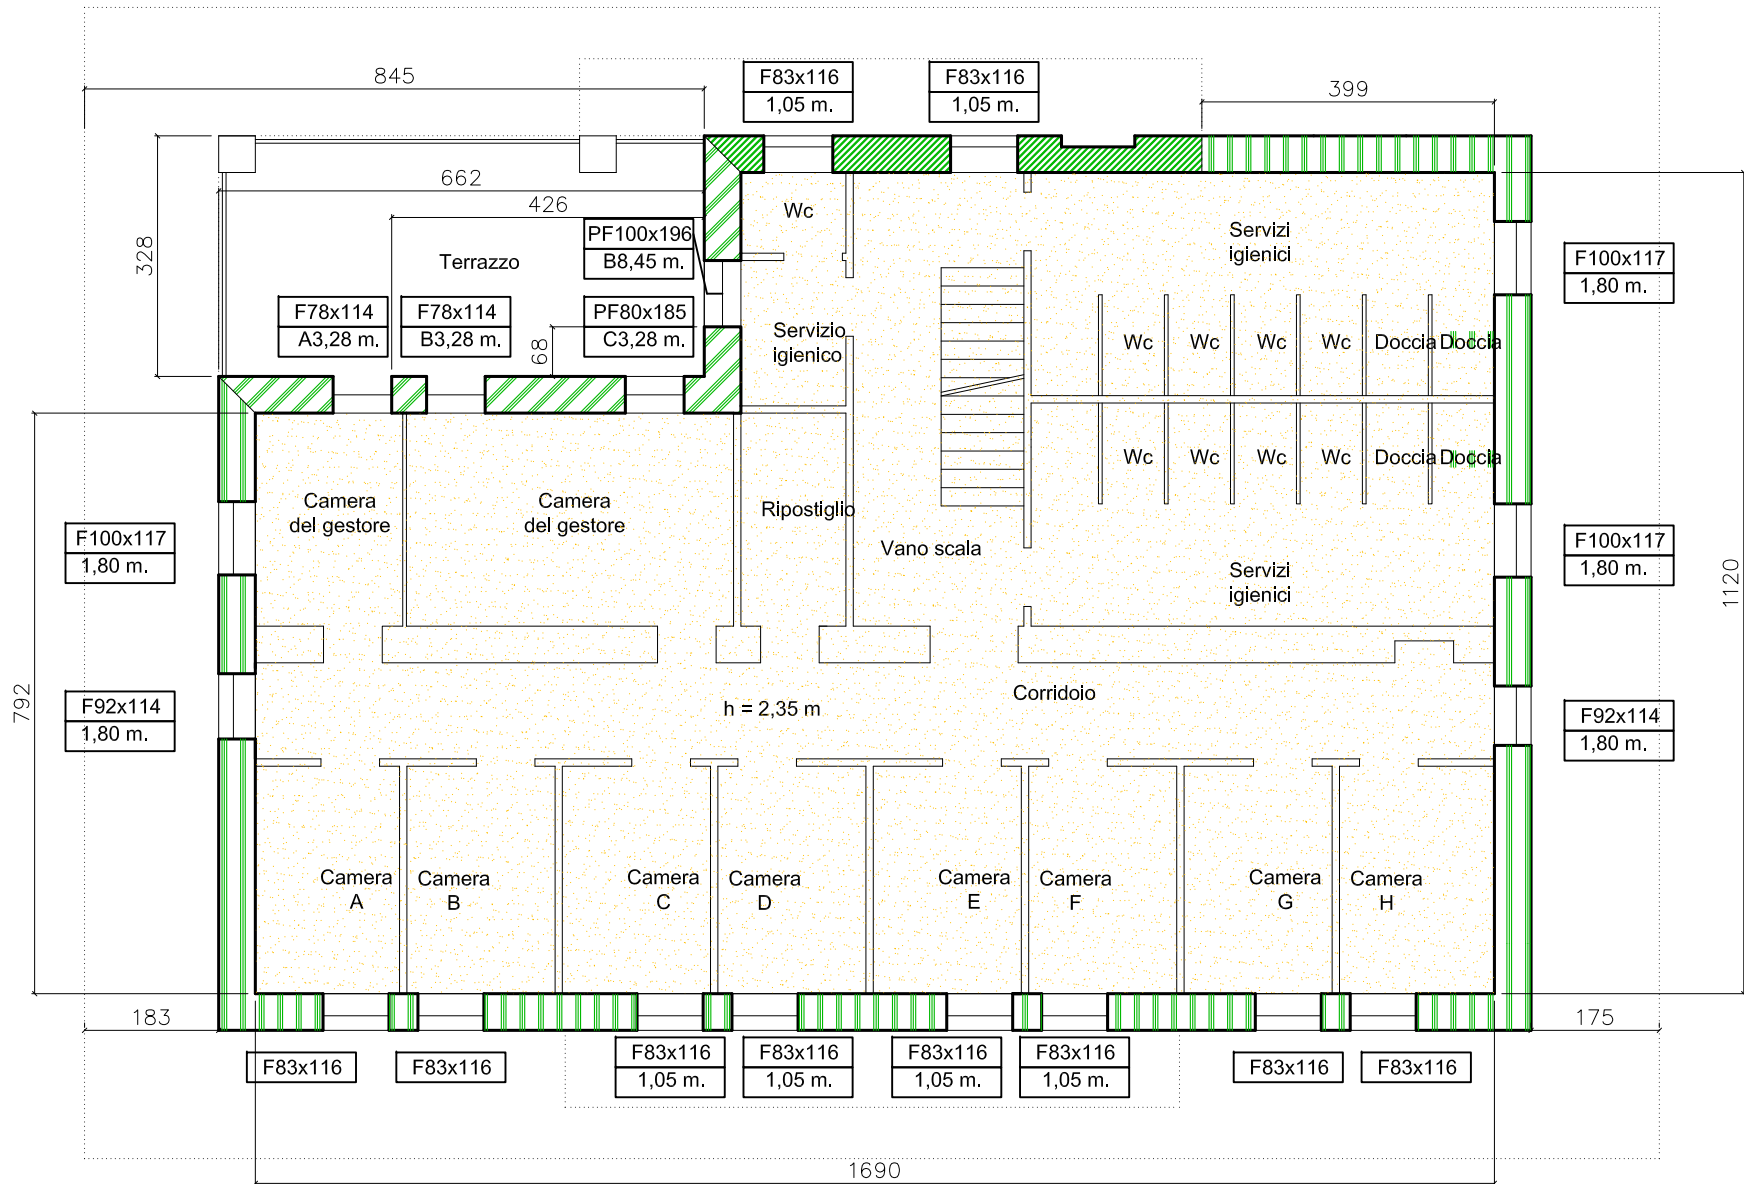 845
F83x116
1,05 m.
F83x116
1,05 m.
399
662
426
328
Wc
PF100x196
B8,45 m.
Terrazzo
Servizi
igienici
F100x117
1,80 m.
F78x114
A3,28 m.
F78x114
B3,28 m.
PF80x185
C3,28 m.
68
Servizio
igienico
Wc
Wc
Wc
Wc
Doccia
Doccia
Wc
Wc
Wc
Wc
Doccia
Doccia
Camera
del gestore
Camera
del gestore
Ripostiglio
Vano scala
F100x117
1,80 m.
F100x117
1,80 m.
Servizi
igienici
1120
792
F92x114
1,80 m.
h = 2,35 m
Corridoio
F92x114
1,80 m.
Camera
A
Camera
B
Camera
C
Camera
D
Camera
E
Camera
F
Camera
G
Camera
H
183
175
F83x116
F83x116
F83x116
1,05 m.
F83x116
1,05 m.
F83x116
1,05 m.
F83x116
1,05 m.
F83x116
F83x116
1690